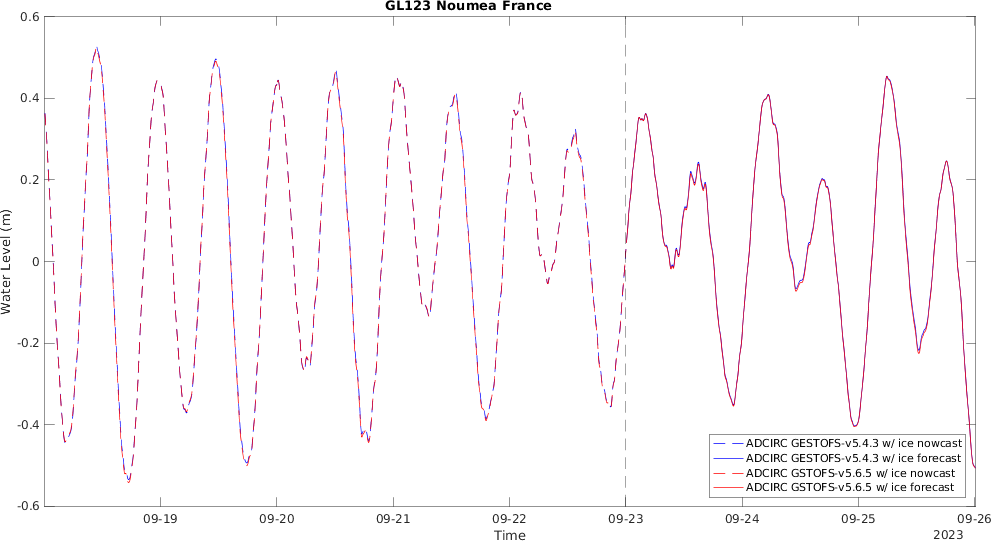 GL123 Noumea France
0.6
0.4
0.2
0
-0.2
-0.4
-0.6
Water Level (m)
09-19
09-20
09-21
09-22
09-23
09-24
09-25
09-26
Time
2023
ADCIRC GESTOFS-v5.4.3 w/ ice nowcast
ADCIRC GESTOFS-v5.4.3 w/ ice forecast
ADCIRC GSTOFS-v5.6.5 w/ ice nowcast
ADCIRC GSTOFS-v5.6.5 w/ ice forecast